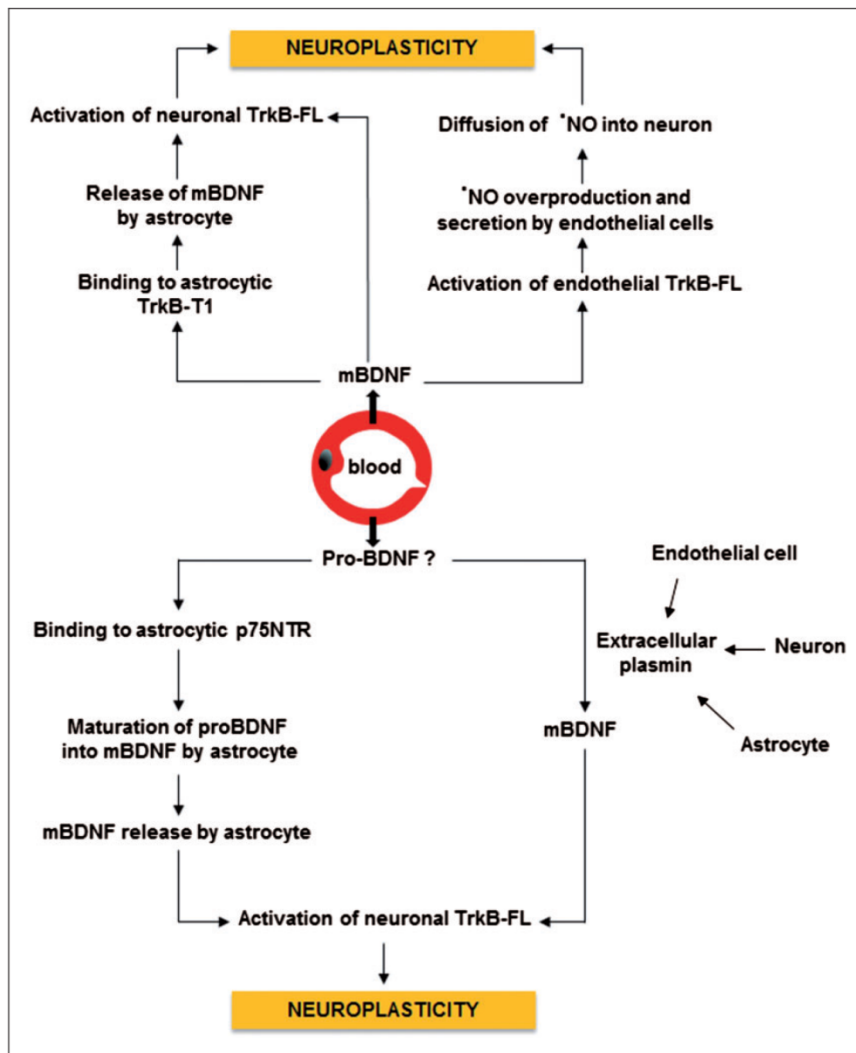 NEUROPLASTICITY
Activation of neuronal TrkB-FL
Diffusion of •NO into neuron
Release of mBDNF
by astrocyte
•NO overproduction and
secretion by endothelial cells
Binding to astrocytic
TrkB-T1
Activation of endothelial TrkB-FL
mBDNF
blood
Pro-BDNF ?
Endothelial cell
Binding to astrocytic p75NTR
Extracellular
plasmin
Neuron
Maturation of proBDNF
into mBDNF by astrocyte
mBDNF
Astrocyte
mBDNF release by astrocyte
Activation of neuronal TrkB-FL
NEUROPLASTICITY